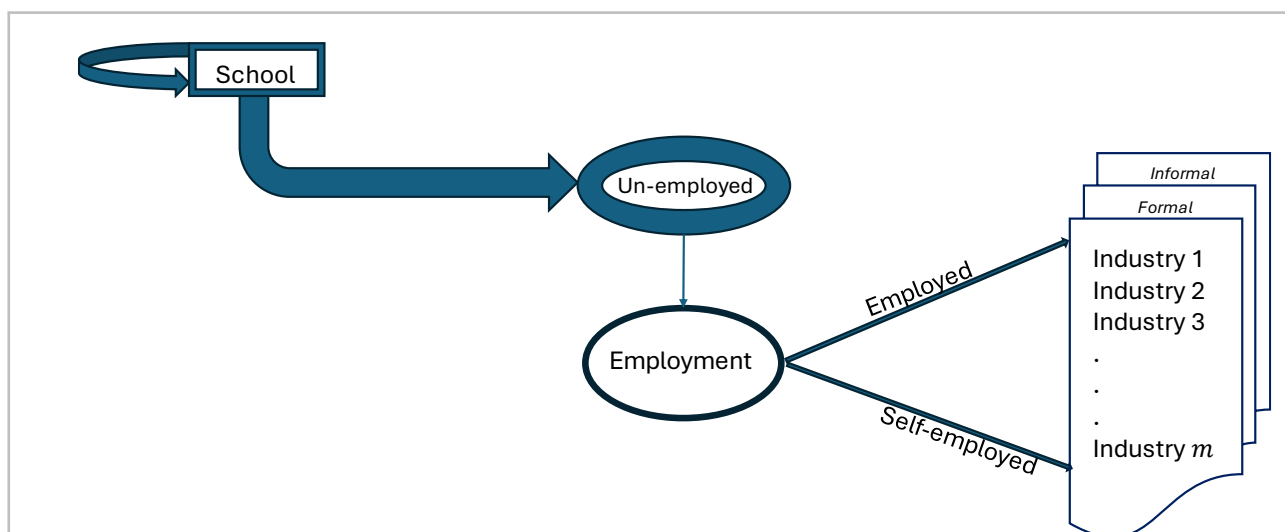 School
Un-employed
Informal
Formal
Employment
Employed
Self-employed
Industry 1
Industry 2
Industry 3
.
.
.
Industry m